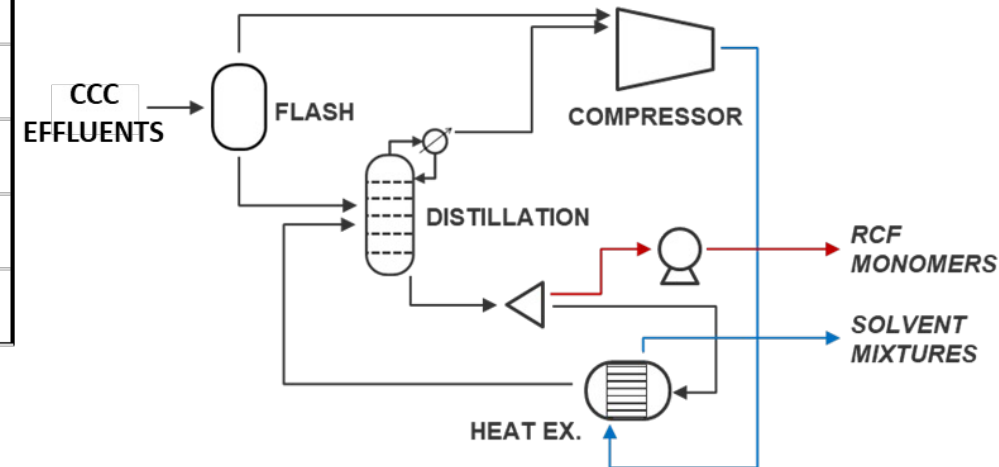 CCC
EFFLUENTS
FLASH
COMPRESSOR
DISTILLATION
RCF
MONOMERS
SOLVENT
MIXTURES
HEAT EX.